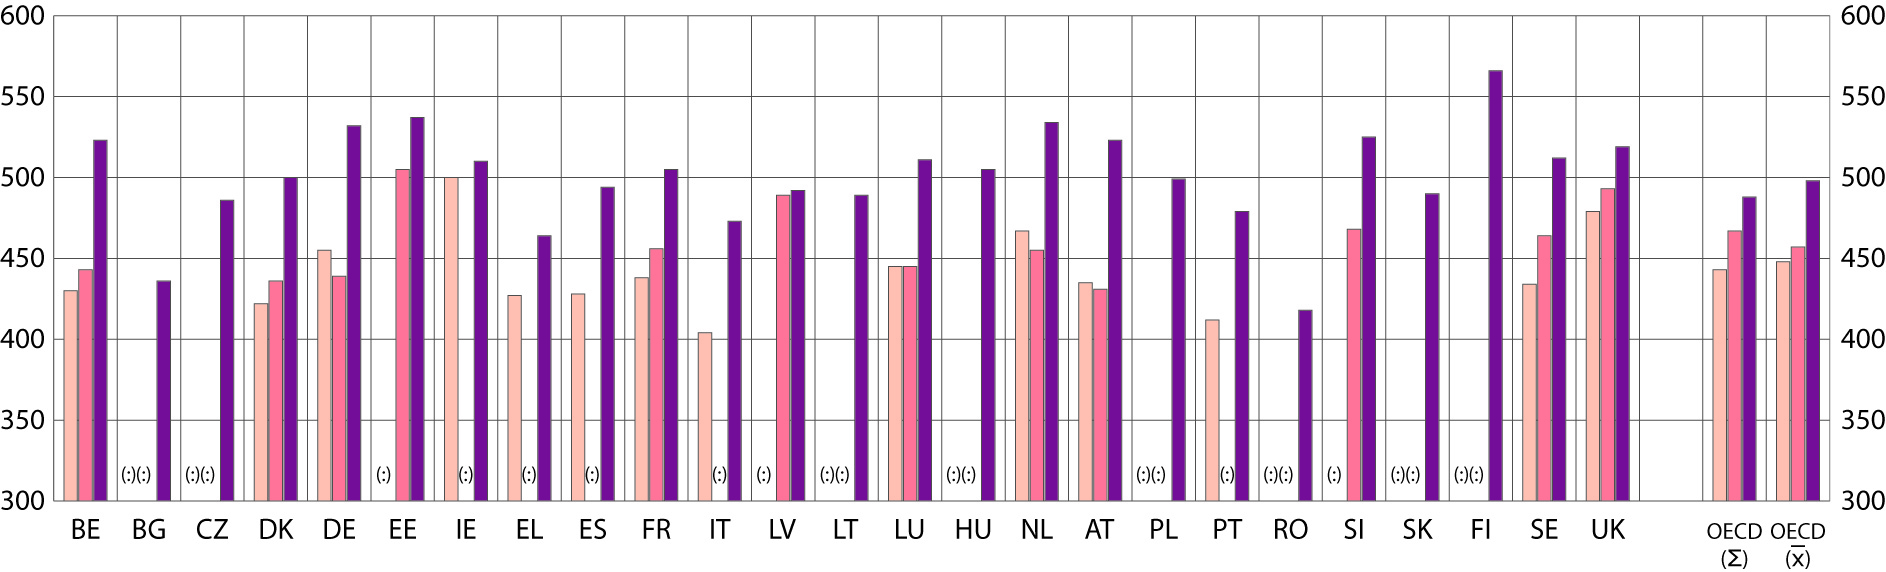 600 600
550 550
500 500
450 450
400 400
350 350
(:)(:) (:)(:) (:) (:) (:) (:) (:) (:) (:)(:) (:)(:) (:)(:) (:) (:)(:) (:) (:)(:) (:)(:)
300 300
BE BG CZ DK DE EE IE EL ES FR IT LV LT LU HU NL AT PL PT RO SI SK FI SE UK OECD OECD
(Σ) (x̅)